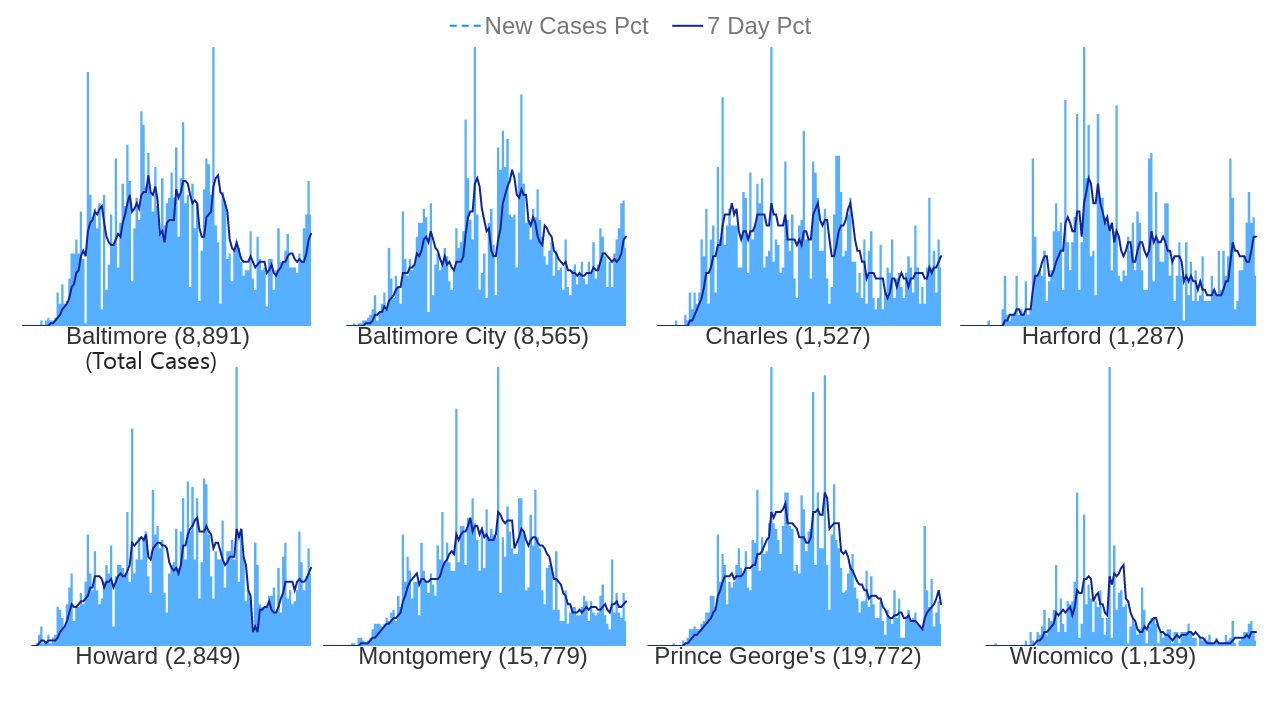 New Cases Pct 7 Day Pct
Baltimore (8,891)
(Total Cases)
Baltimore City (8,565)
Charles (1,527)
Harford (1,287)
Howard (2,849)
Montgomery (15,779)
Prince George's (19,772)
Wicomico (1,139)